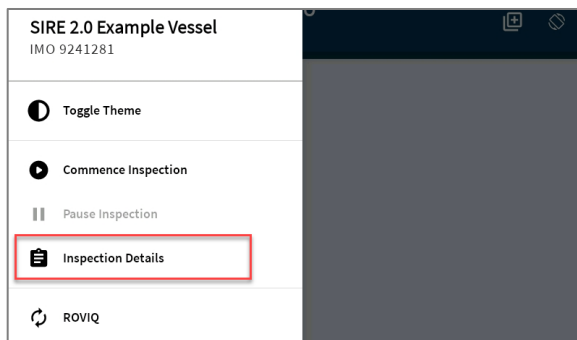 SIRE 2.0 Example Vessel
IMO 9241281
Toggle Theme
Commence Inspection
Pause Inspection
Inspection Details
ROVIQ